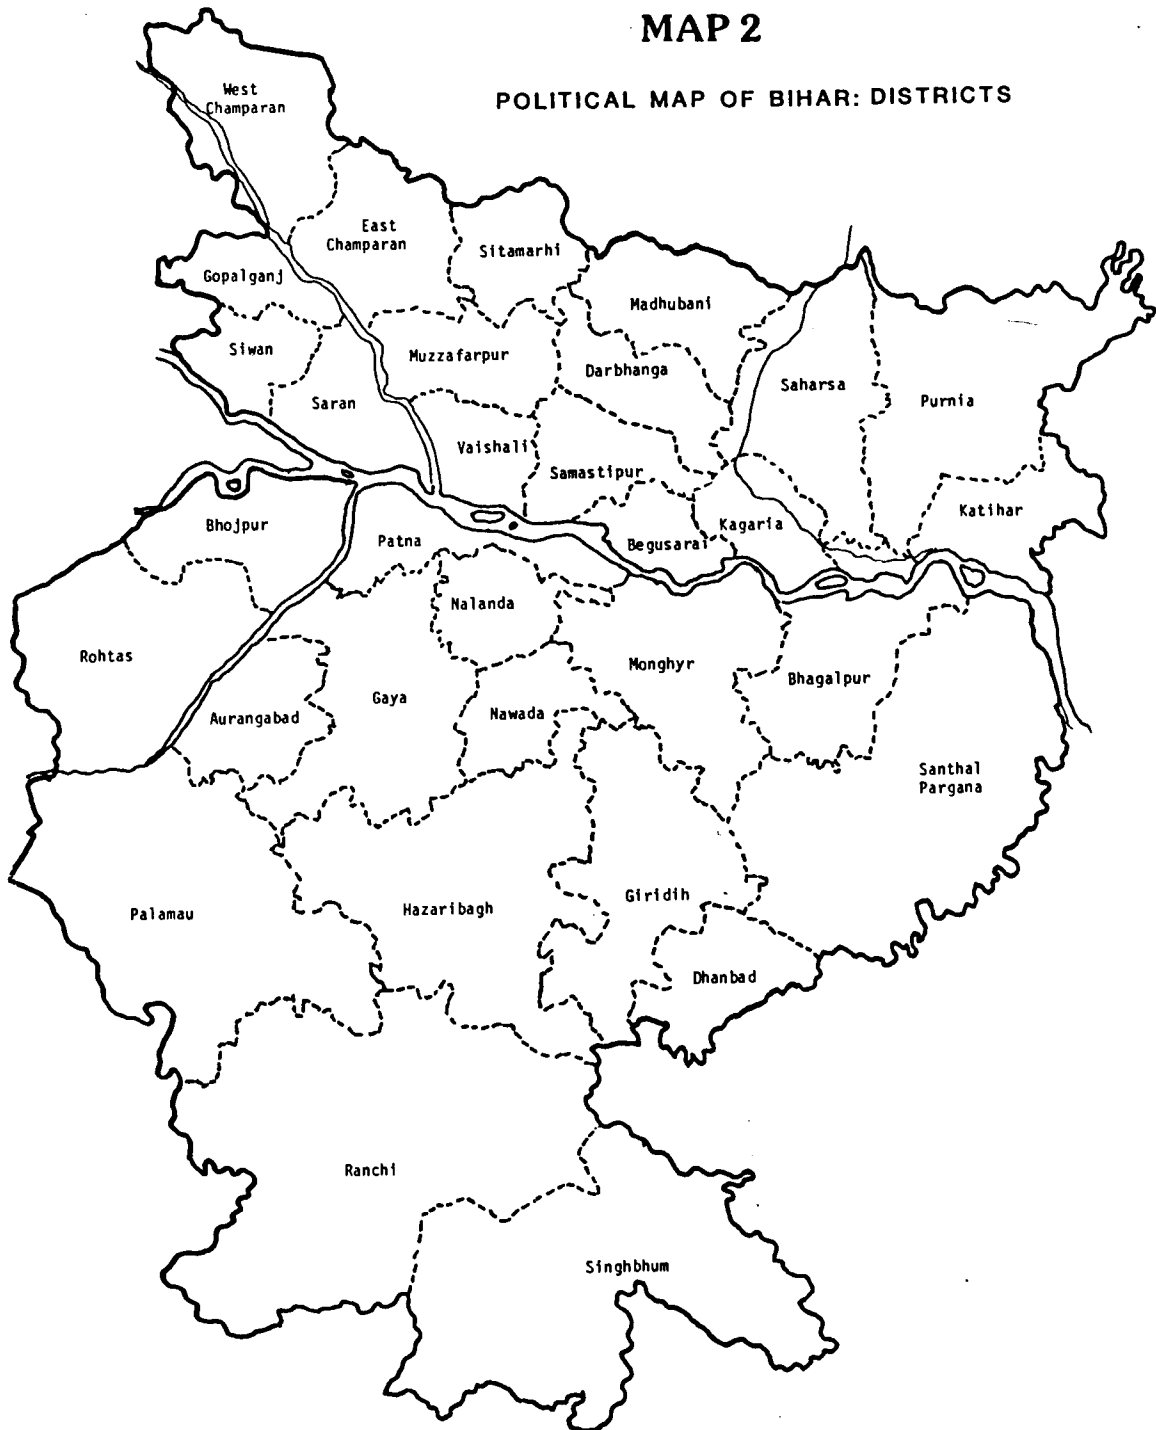 MAP 2
POLITICAL MAP OF BIHAR: DISTRICTS
West
Champaran
East
Champaran
Sitamarhi
Gopalganj
Madhubani
Siwan
Muzzafarpur
Darbhanga
Saharsa
Purnia
Saran
Vaishali
Samastipur
Katihar
Bhojpur
Patna
Begusarai
Kagaria
Nalanda
Rohtas
Monghyr
Bhagalpur
Gaya
Aurangabad
Nawada
Santhal
Pargana
Palamau
Hazaribagh
Giridih
Dhanbad
Ranchi
Singhbhum